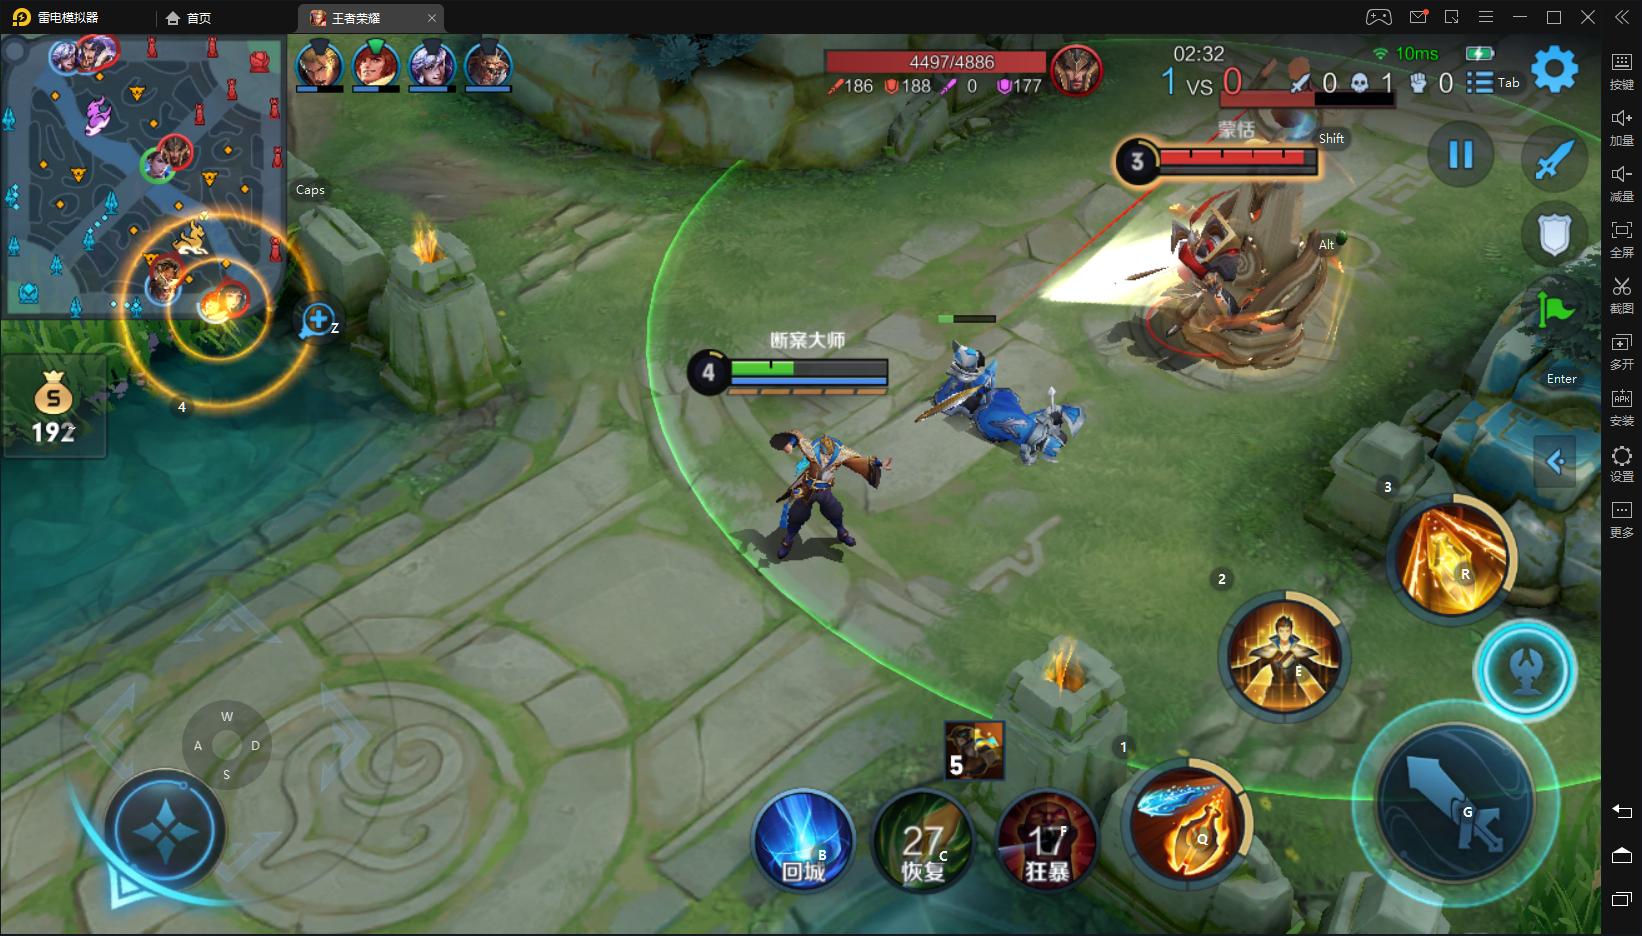 雷电模拟器
首页
王者荣耀
4497/4886
186 188 0 177
02:32
10ms
1 VS 0
0 1 0
Tab
按键
加量
减量
全屏
截图
多开
安装
设置
更多
蒙恬
Shift
3
Caps
Alt
Z
断案大师
4
192
4
Enter
3
R
2
E
W
A D
S
5
1
G
B
回城
27
C
恢复
17
F
狂暴
Q
APK
S